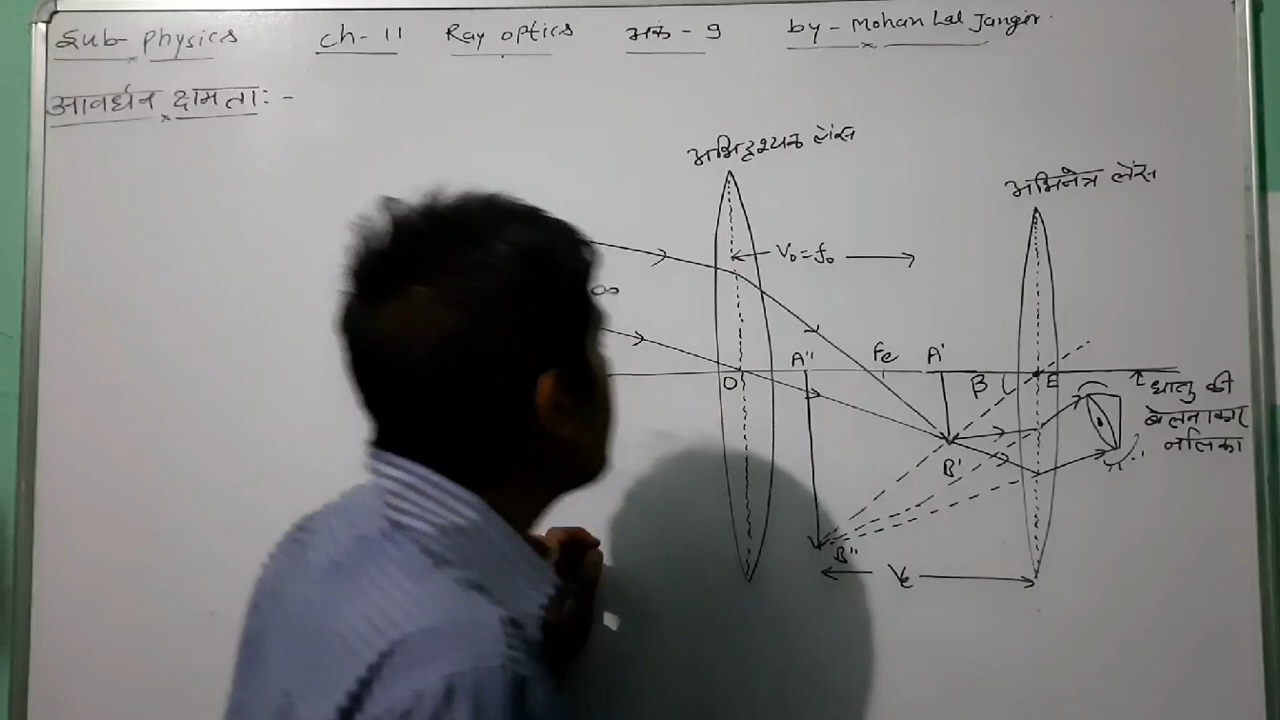 Sub- Physics ch- 11 Ray optics अंक - 9 by - Mohan Lal Jangir.
आवर्धन क्षमता : -
अभिदृश्यक लेंस
अभिनेत्र लेंस
V₀ = f₀
∞
A" Fe A'
O β E
धातु की
बेलनाकार
नलिका
B'
B"
Ve